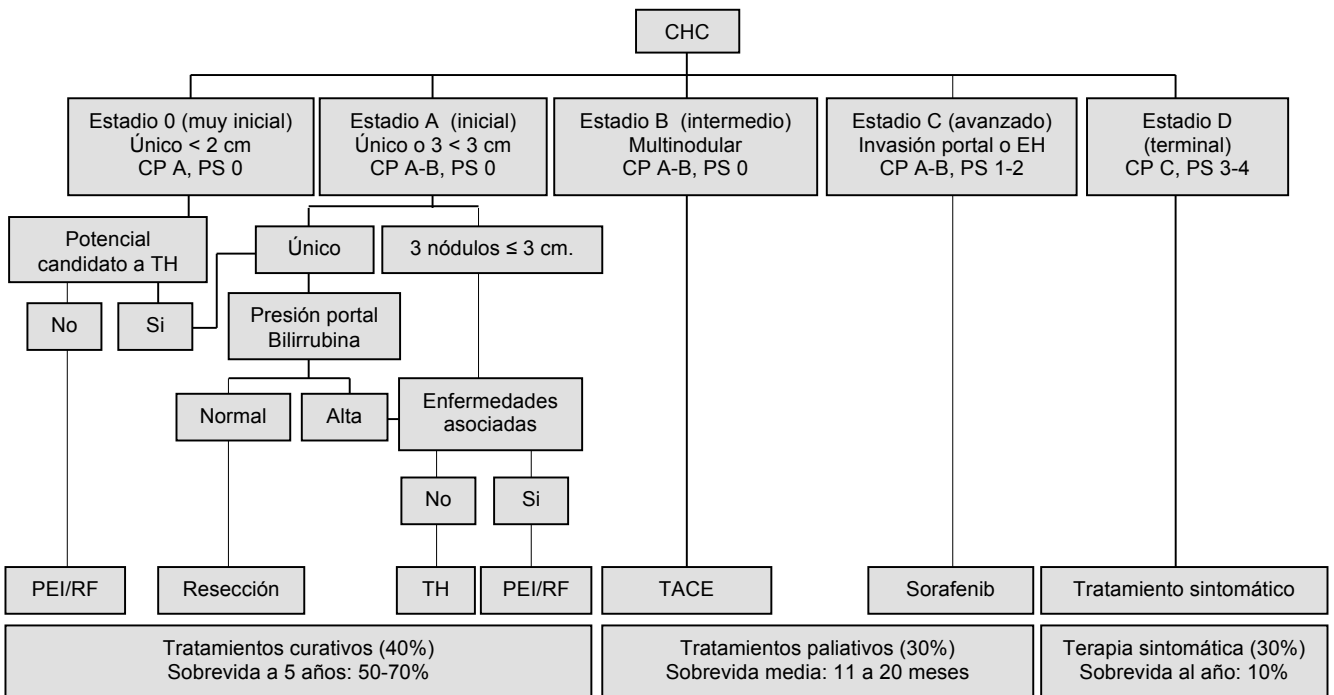 CHC
Estadio 0 (muy inicial)
Único < 2 cm
CP A, PS 0
Estadio A (inicial)
Único o 3 < 3 cm
CP A-B, PS 0
Estadio B (intermedio)
Multinodular
CP A-B, PS 0
Estadio C (avanzado)
Invasión portal o EH
CP A-B, PS 1-2
Estadio D
(terminal)
CP C, PS 3-4
Potencial
candidato a TH
Único
3 nódulos ≤ 3 cm.
No
Si
Presión portal
Bilirrubina
Normal
Alta
Enfermedades
asociadas
No
Si
PEI/RF
Resección
TH
PEI/RF
TACE
Sorafenib
Tratamiento sintomático
Tratamientos curativos (40%)
Sobrevida a 5 años: 50-70%
Tratamientos paliativos (30%)
Sobrevida media: 11 a 20 meses
Terapia sintomática (30%)
Sobrevida al año: 10%